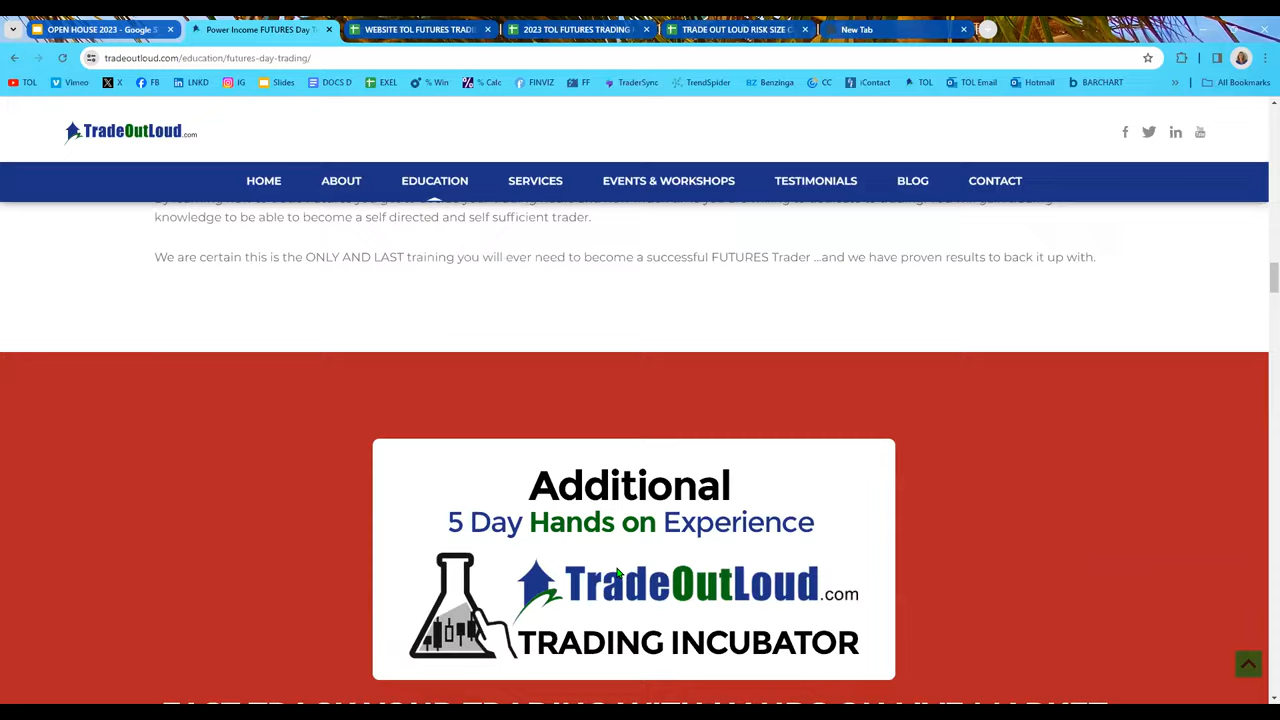 OPEN HOUSE 2023 - Google S
Power Income FUTURES Day T
WEBSITE TOL FUTURES TRADE
2023 TOL FUTURES TRADING
TRADE OUT LOUD RISK SIZE C
New Tab
tradeoutloud.com/education/futures-day-trading/
TOL Vimeo X FB LNKD IG Slides DOCS D EXEL % Win % Calc FINVIZ FF TraderSync TrendSpider BZ Benzinga CC iContact TOL TOL Email Hotmail BARCHART » All Bookmarks
TradeOutLoud.com
HOME ABOUT EDUCATION SERVICES EVENTS & WORKSHOPS TESTIMONIALS BLOG CONTACT
knowledge to be able to become a self directed and self sufficient trader.
We are certain this is the ONLY AND LAST training you will ever need to become a successful FUTURES Trader ...and we have proven results to back it up with.
Additional
5 Day Hands on Experience
TradeOutLoud.com
TRADING INCUBATOR